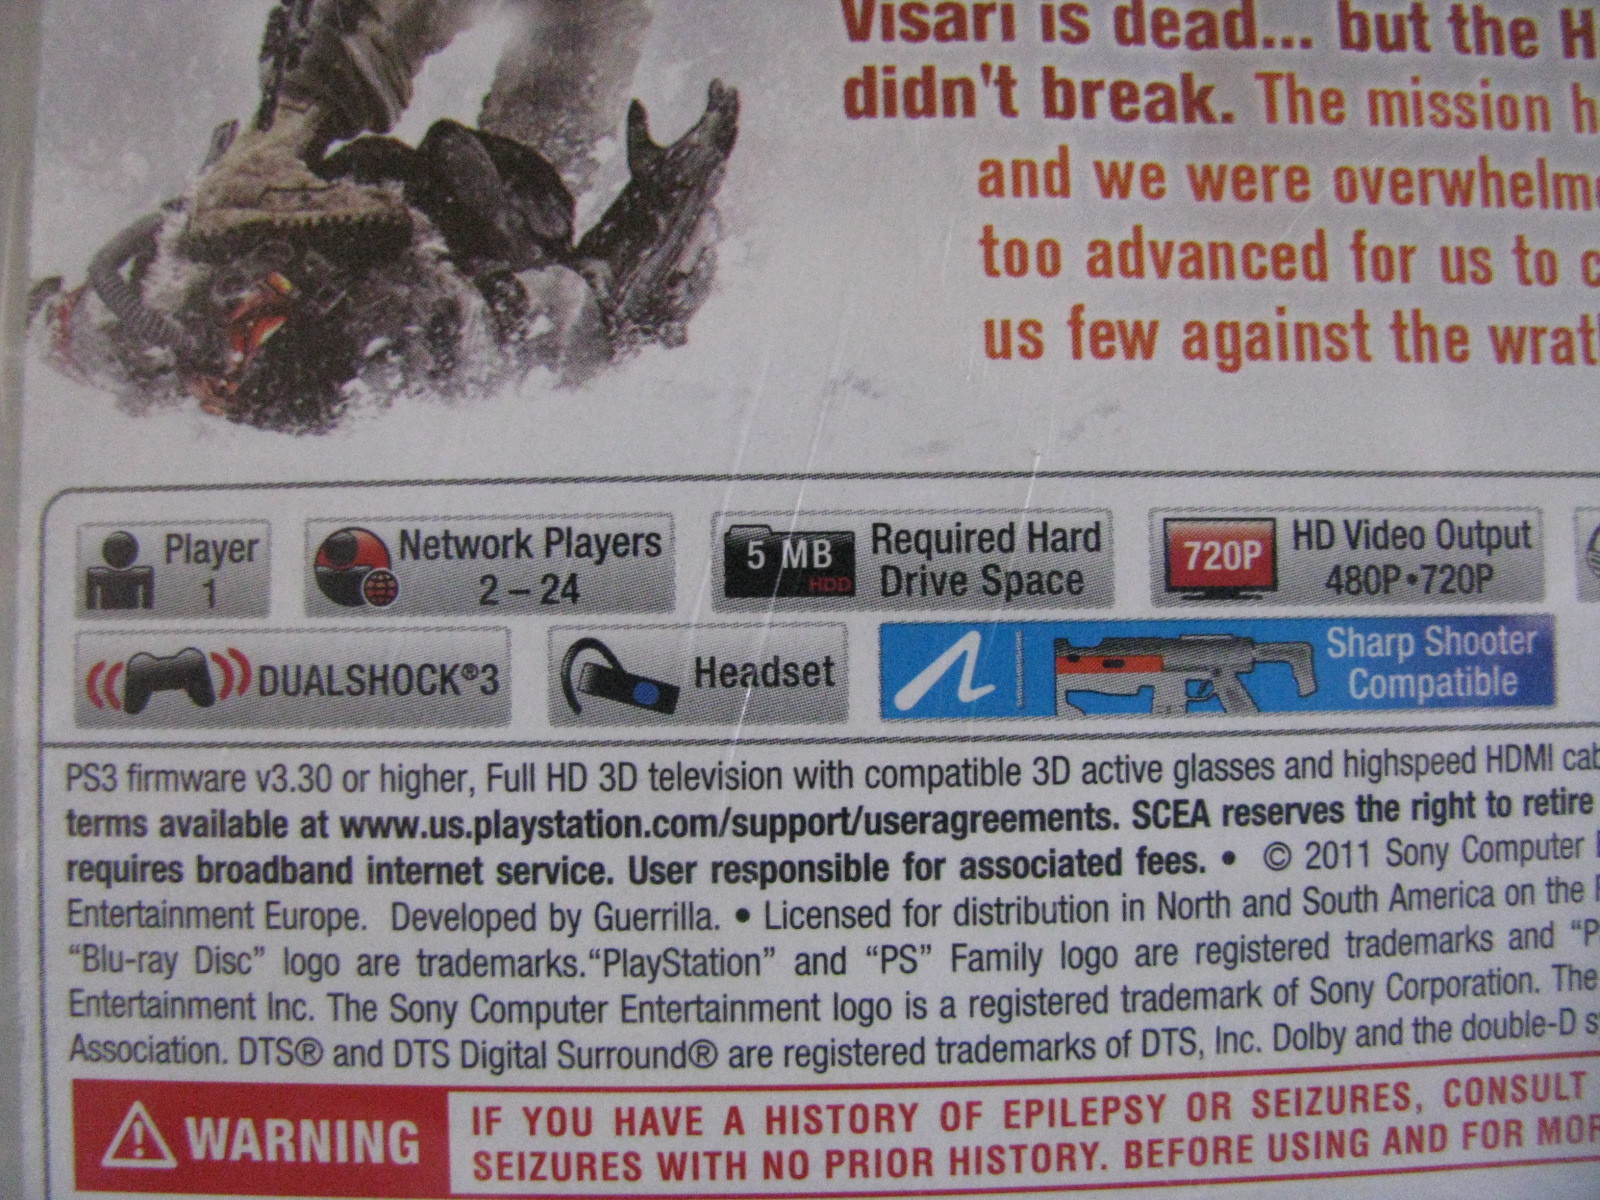 Visari is dead... but the H
didn't break. The mission h
and we were overwhelm
too advanced for us to c
us few against the wrat
Player
1
Network Players
2 – 24
5 MB
HDD
Required Hard
Drive Space
720P
HD Video Output
480P•720P
DUALSHOCK®3
Headset
Sharp Shooter
Compatible
PS3 firmware v3.30 or higher, Full HD 3D television with compatible 3D active glasses and highspeed HDMI cab
terms available at www.us.playstation.com/support/useragreements. SCEA reserves the right to retire
requires broadband internet service. User responsible for associated fees. • © 2011 Sony Computer
Entertainment Europe. Developed by Guerrilla. • Licensed for distribution in North and South America on the
“Blu-ray Disc” logo are trademarks.“PlayStation” and “PS” Family logo are registered trademarks and “P
Entertainment Inc. The Sony Computer Entertainment logo is a registered trademark of Sony Corporation. The
Association. DTS® and DTS Digital Surround® are registered trademarks of DTS, Inc. Dolby and the double-D s
WARNING
IF YOU HAVE A HISTORY OF EPILEPSY OR SEIZURES, CONSULT
SEIZURES WITH NO PRIOR HISTORY. BEFORE USING AND FOR MOR